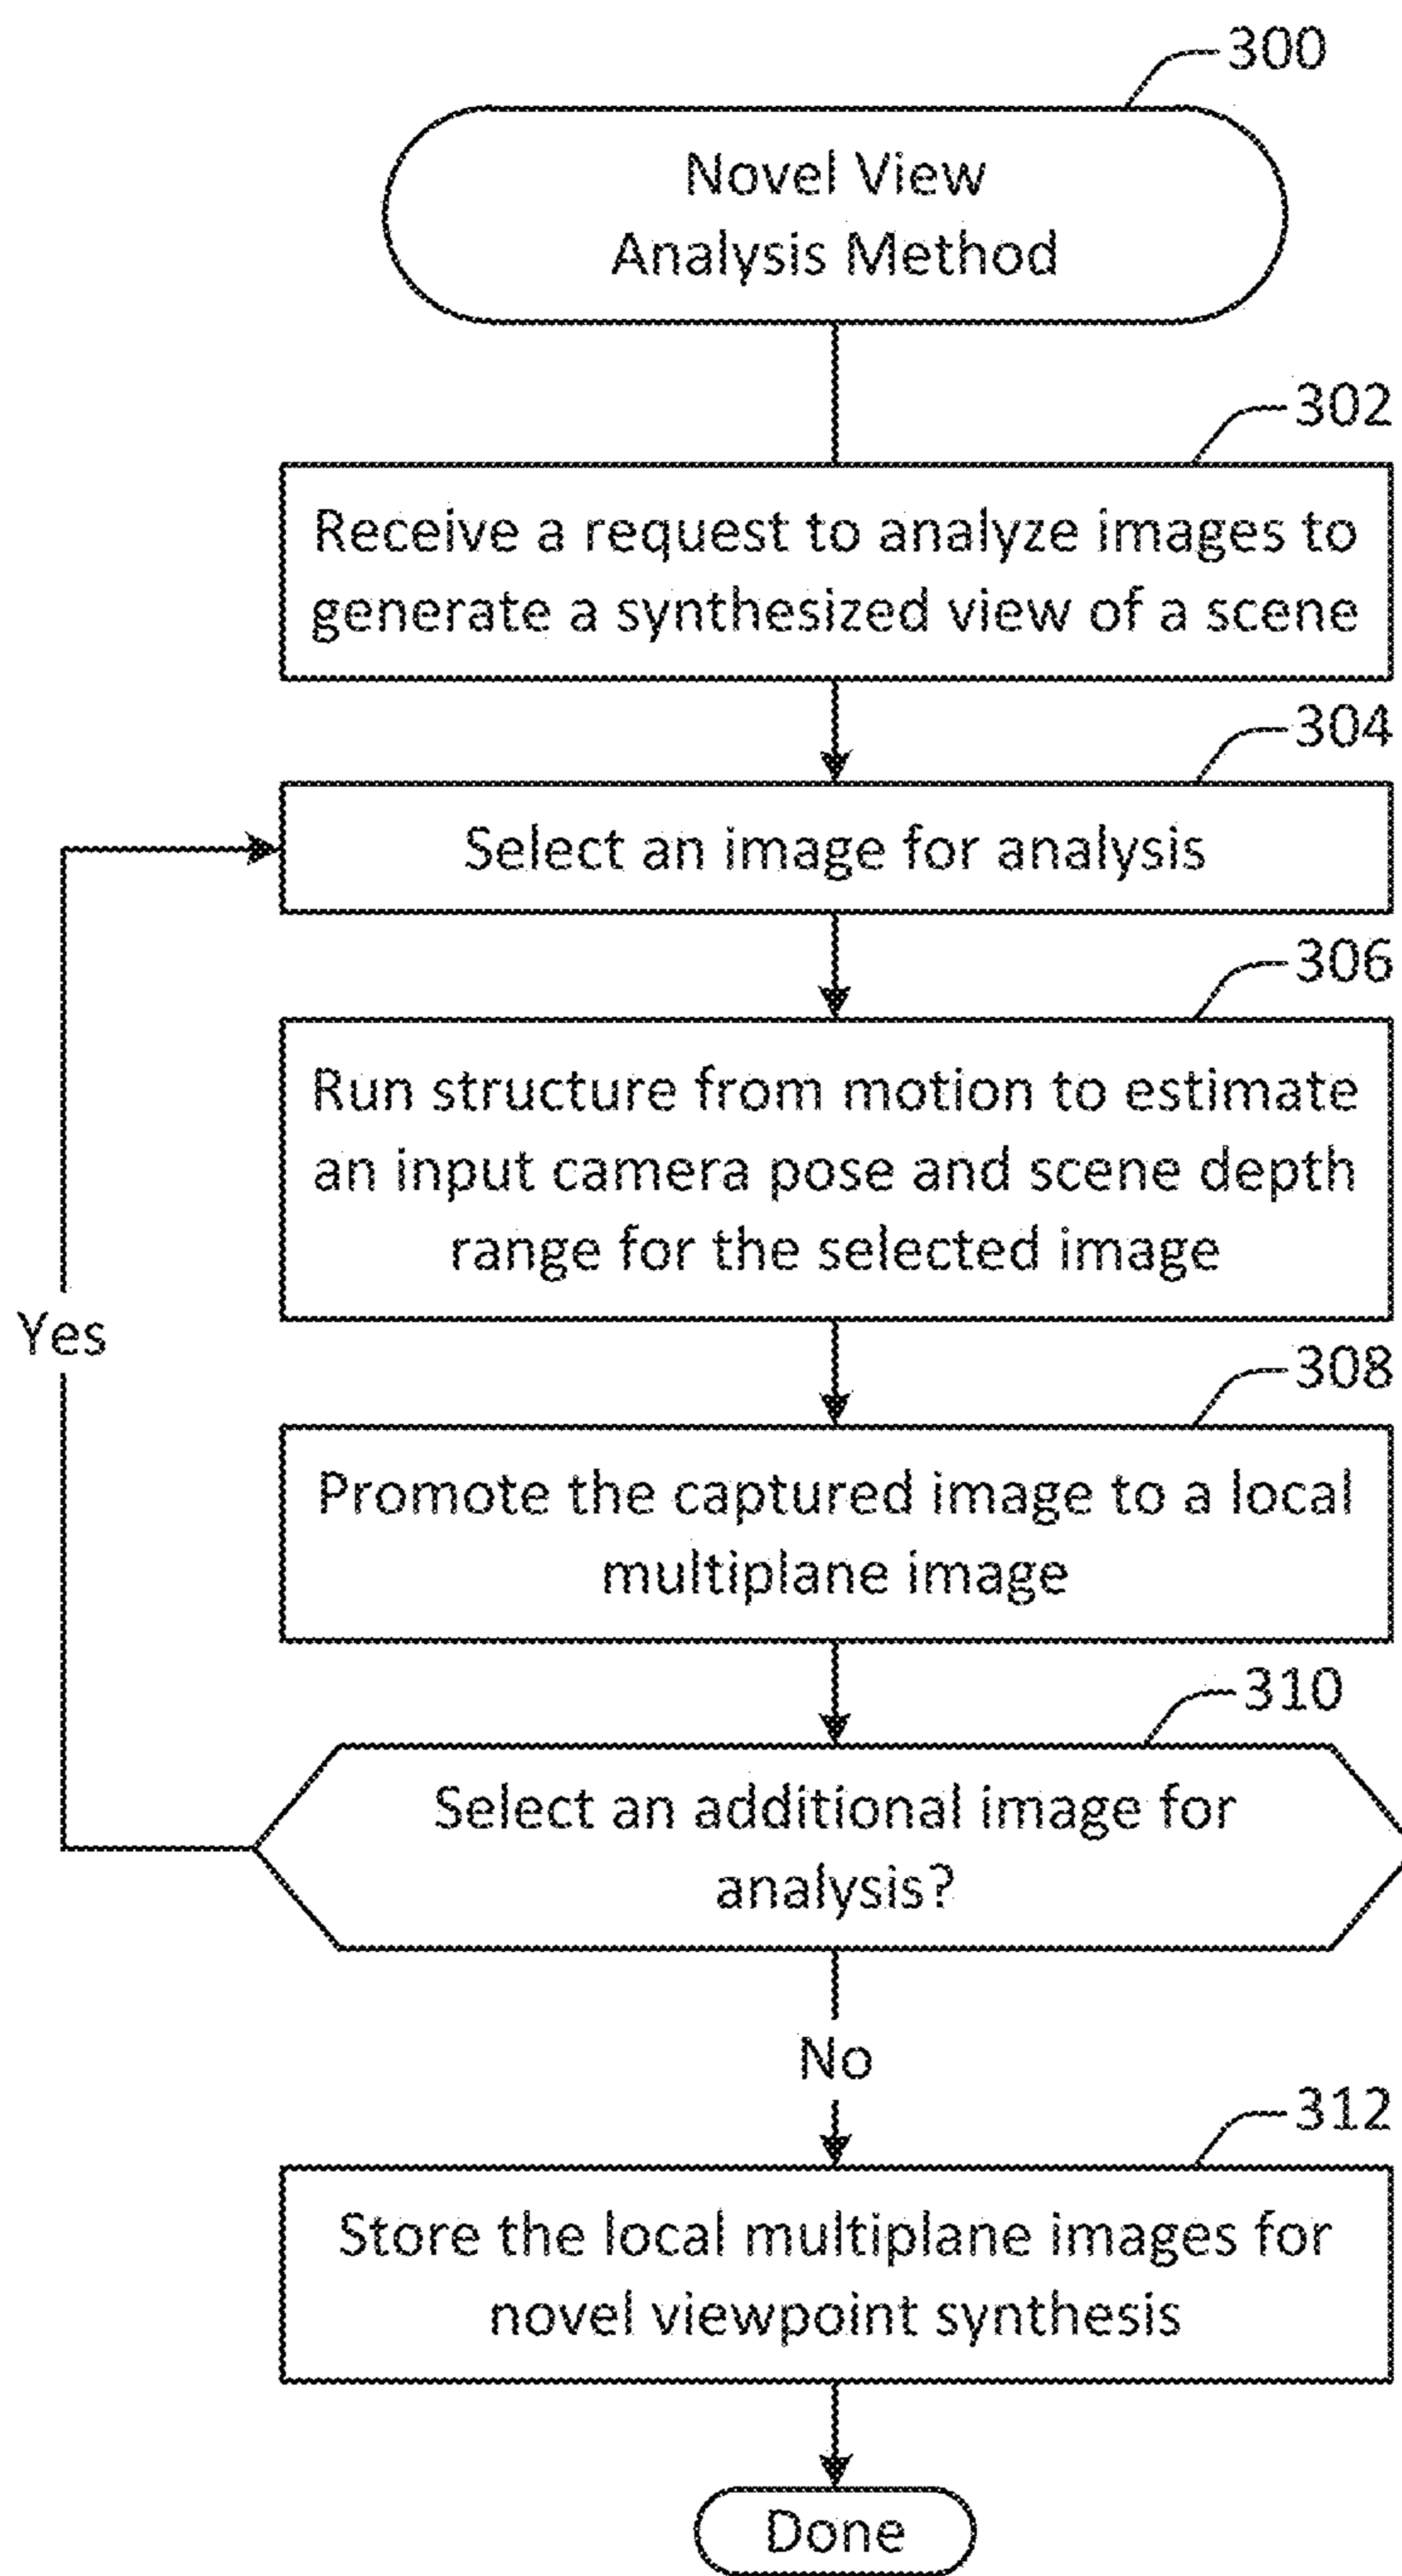 300
Novel View
Analysis Method
302
Receive a request to analyze images to
generate a synthesized view of a scene
304
Select an image for analysis
306
Run structure from motion to estimate
an input camera pose and scene depth
range for the selected image
Yes
308
Promote the captured image to a local
multiplane image
310
Select an additional image for
analysis?
No
312
Store the local multiplane images for
novel viewpoint synthesis
Done